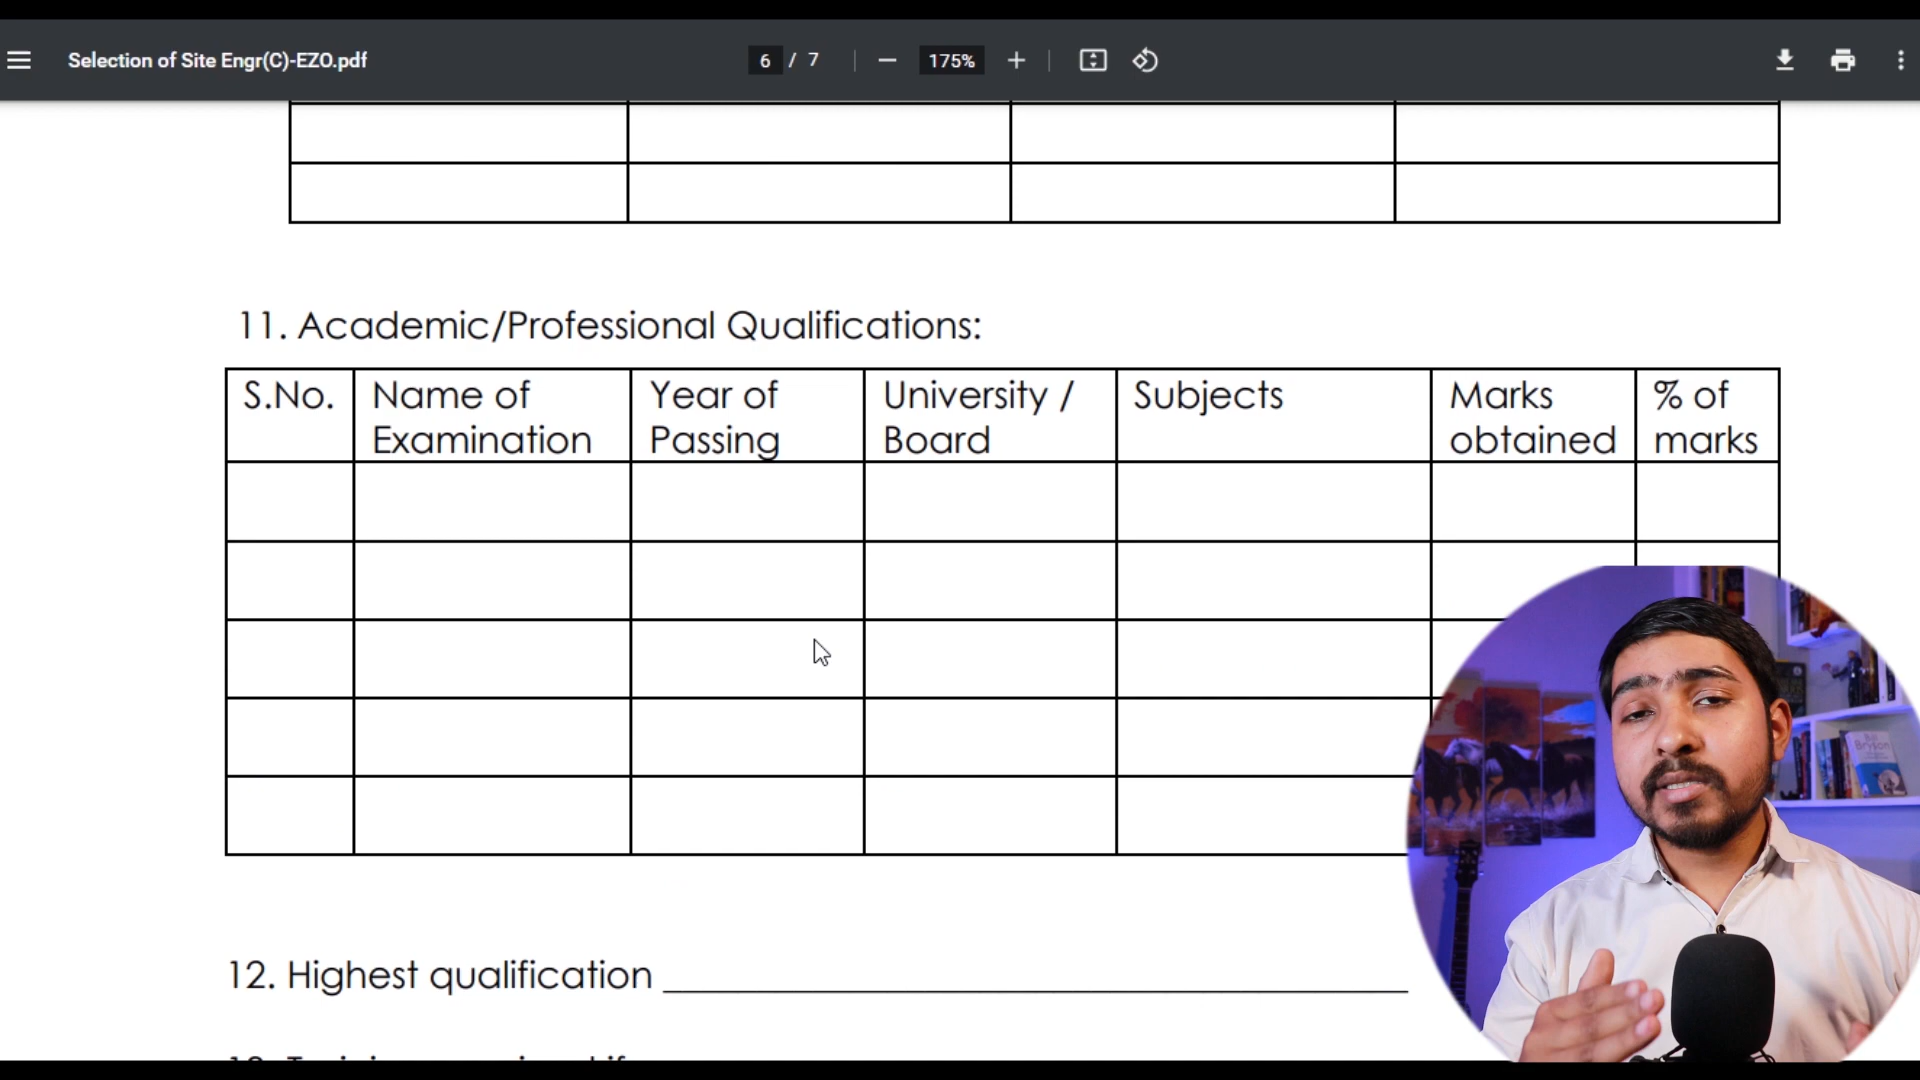 Selection of Site Engr(C)-EZO.pdf
6 / 7
175%
11. Academic/Professional Qualifications:
S.No.
Name of
Examination
Year of
Passing
University /
Board
Subjects
Marks
obtained
% of
marks
12. Highest qualification
Bryson